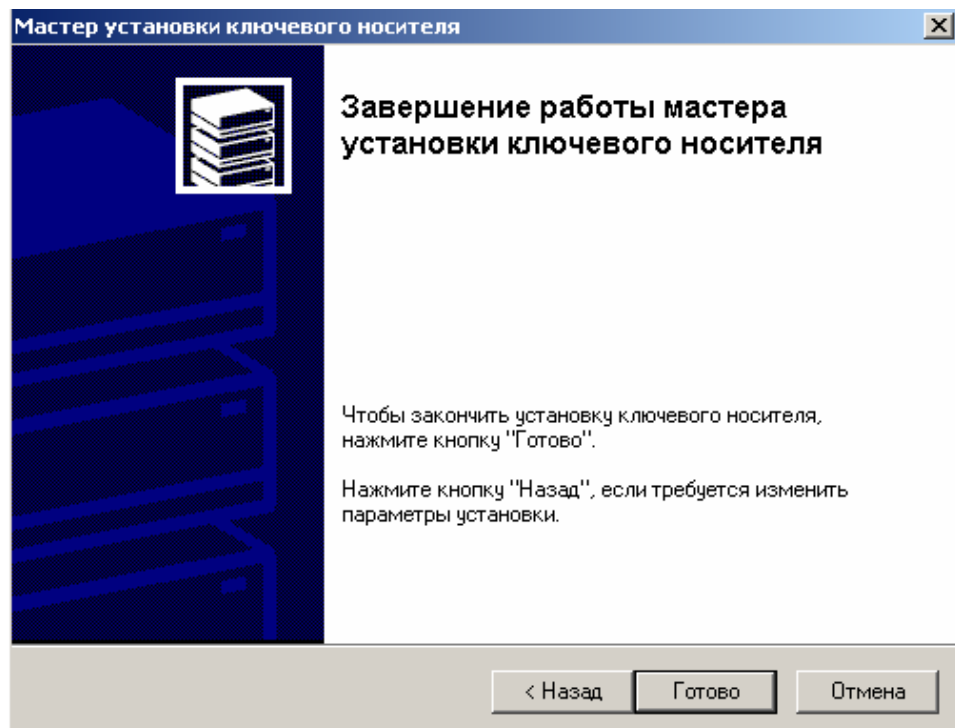 Мастер установки ключевого носителя
Завершение работы мастера
установки ключевого носителя
Чтобы закончить установку ключевого носителя,
нажмите кнопку "Готово".
Нажмите кнопку "Назад", если требуется изменить
параметры установки.
< Назад
Готово
Отмена